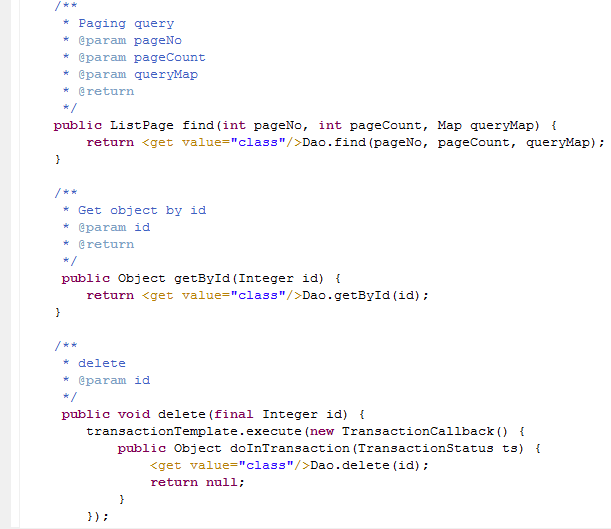 /**
 * Paging query
 * @param pageNo
 * @param pageCount
 * @param queryMap
 * @return
 */
public ListPage find(int pageNo, int pageCount, Map queryMap) {
    return <get value="class"/>Dao.find(pageNo, pageCount, queryMap);
}
/**
 * Get object by id
 * @param id
 * @return
 */
 public Object getById(Integer id) {
    return <get value="class"/>Dao.getById(id);
}
/**
 * delete
 * @param id
 */
 public void delete(final Integer id) {
    transactionTemplate.execute(new TransactionCallback() {
        public Object doInTransaction(TransactionStatus ts) {
            <get value="class"/>Dao.delete(id);
            return null;
        }
    });